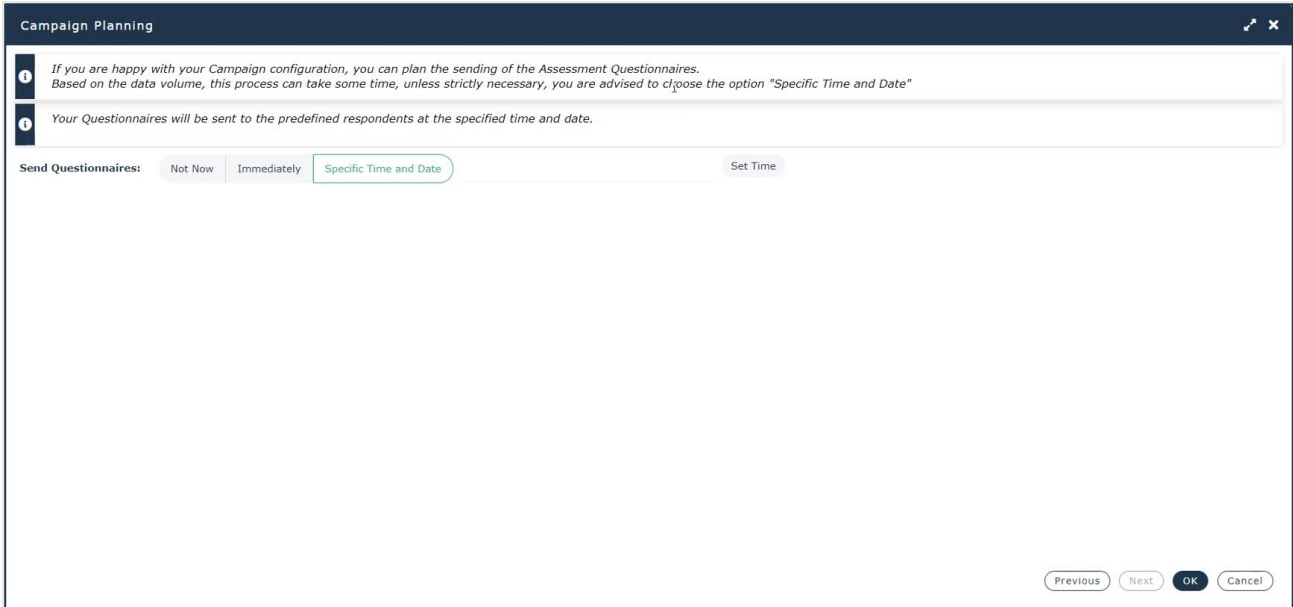 Campaign Planning
If you are happy with your Campaign configuration, you can plan the sending of the Assessment Questionnaires.
Based on the data volume, this process can take some time, unless strictly necessary, you are advised to choose the option "Specific Time and Date"
Your Questionnaires will be sent to the predefined respondents at the specified time and date.
Send Questionnaires: Not Now Immediately Specific Time and Date Set Time
Previous Next OK Cancel